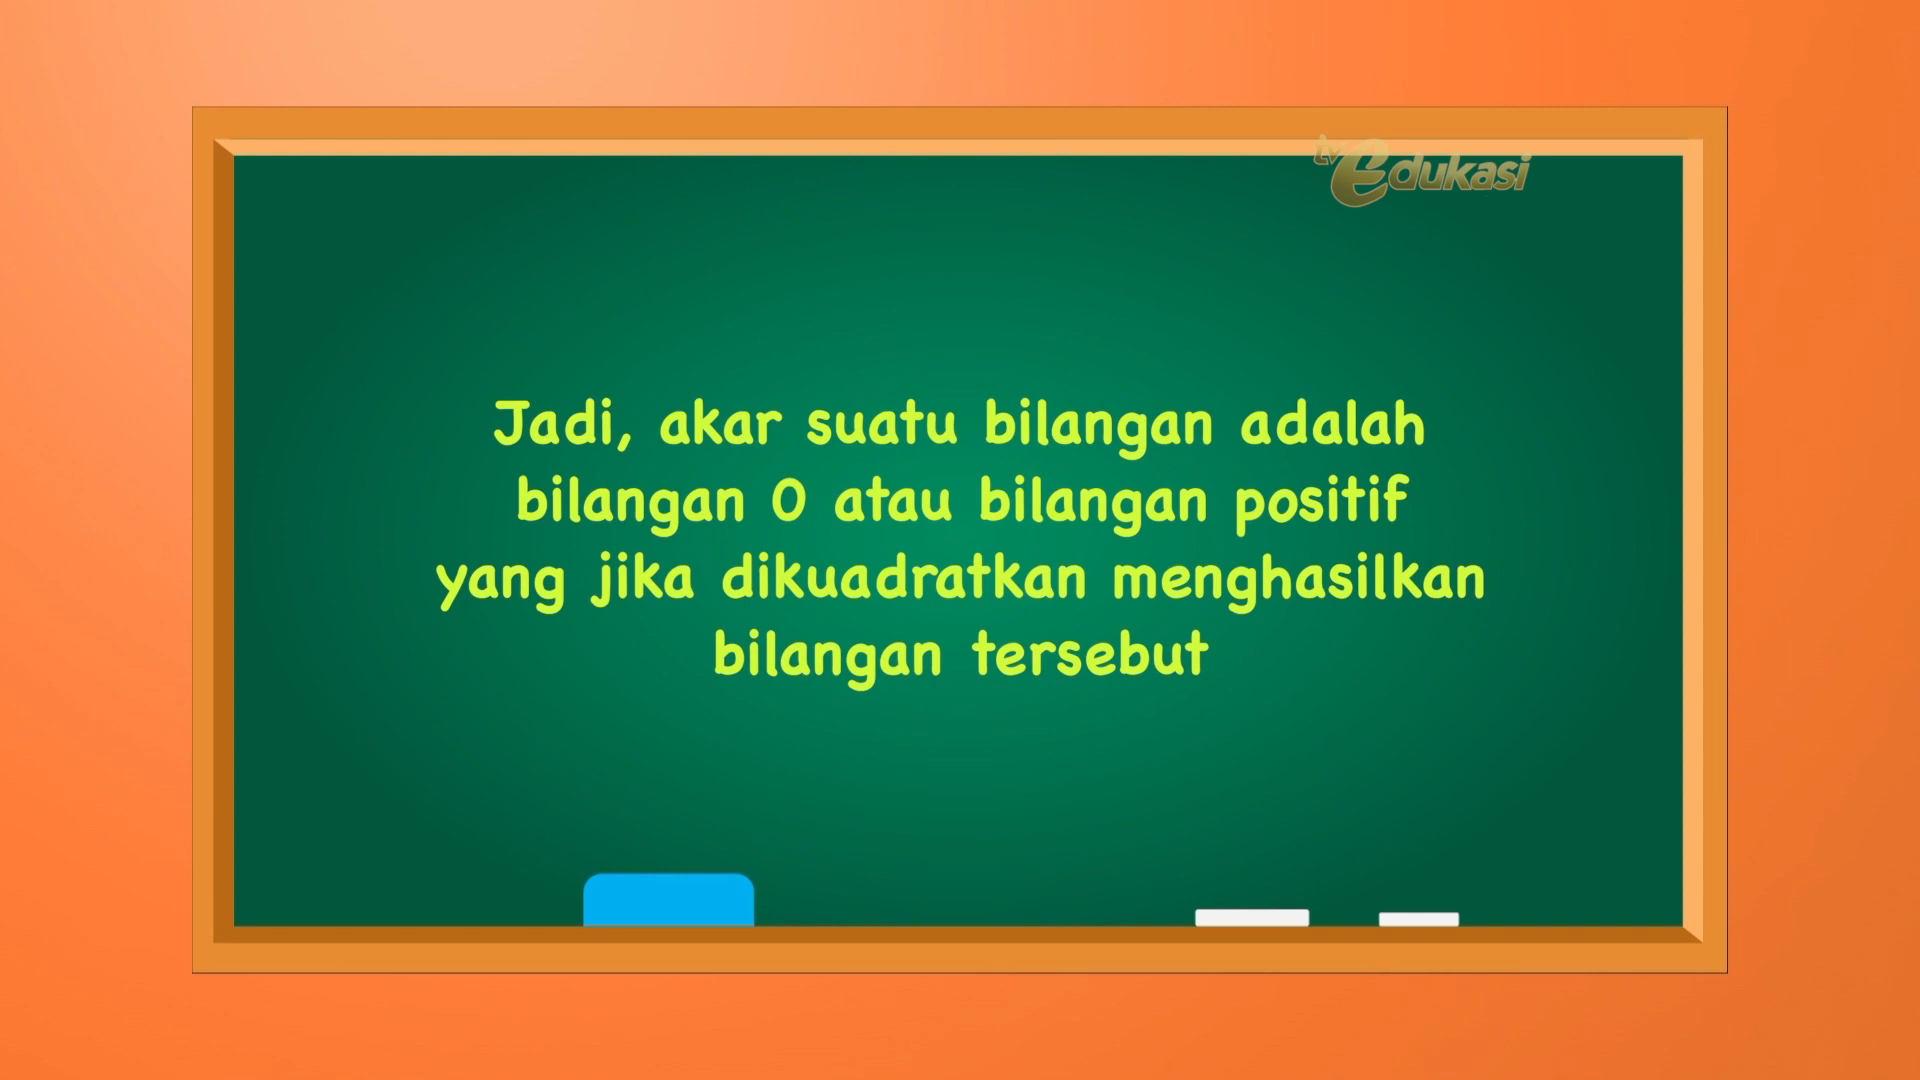 tv Edukasi
Jadi, akar suatu bilangan adalah
bilangan 0 atau bilangan positif
yang jika dikuadratkan menghasilkan
bilangan tersebut